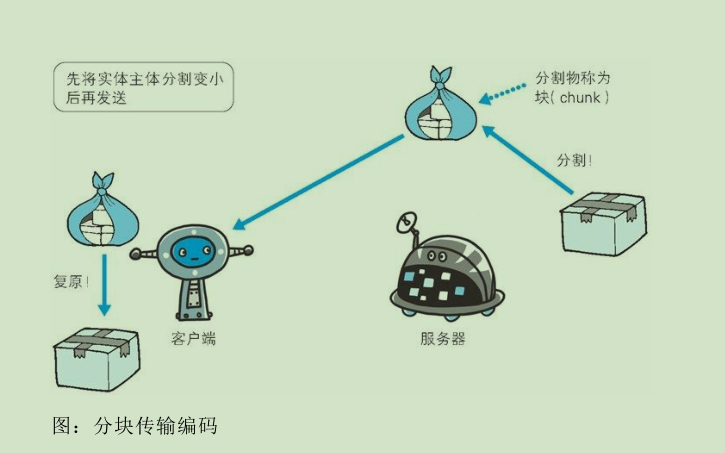 先将实体主体分割变小
后再发送
分割物称为
块(chunk)
分割!
复原!
客户端
服务器
图：分块传输编码